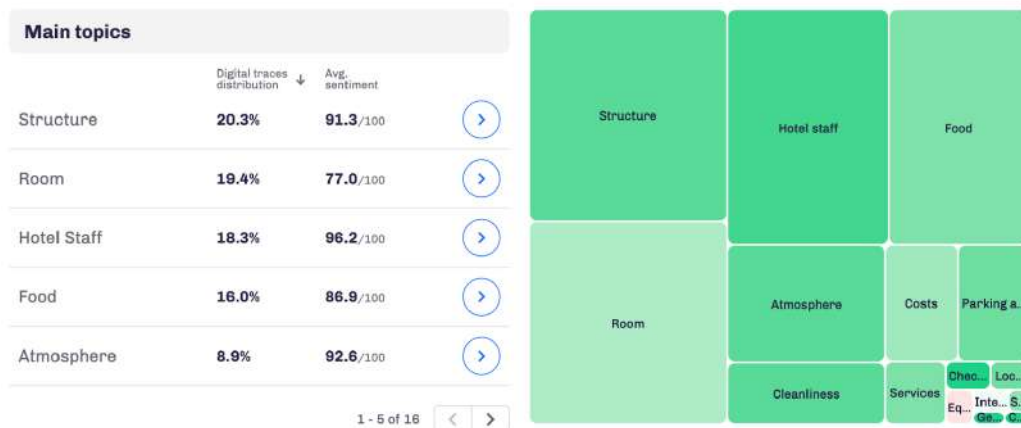 Main topics
Digital traces distribution ↓ Avg. sentiment
Structure 20.3% 91.3/100
Room 19.4% 77.0/100
Hotel Staff 18.3% 96.2/100
Food 16.0% 86.9/100
Atmosphere 8.9% 92.6/100
1 - 5 of 16
Structure
Hotel staff
Food
Room
Atmosphere
Costs
Parking a...
Cleanliness
Services
Chec...
Loc...
Eq...
Inte...
S...
Ge...
C...